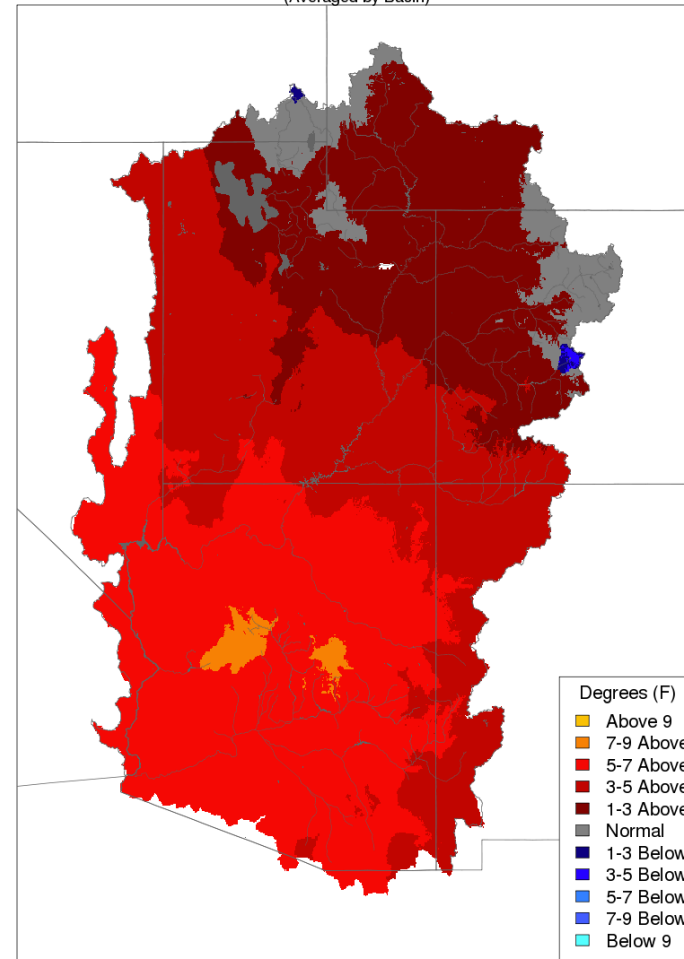 (Averaged by Basin)
Degrees (F)
Above 9
7-9 Above
5-7 Above
3-5 Above
1-3 Above
Normal
1-3 Below
3-5 Below
5-7 Below
7-9 Below
Below 9